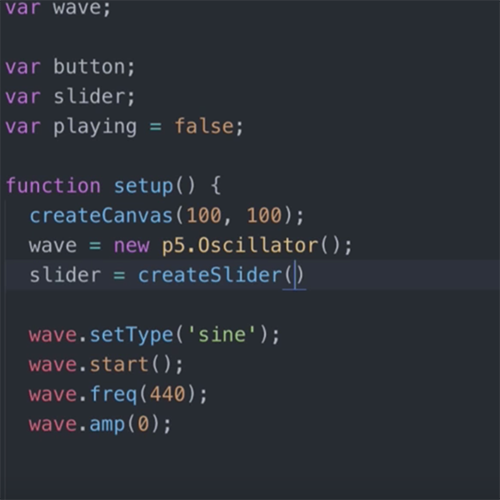 var wave;
var button;
var slider;
var playing = false;
function setup() {
createCanvas(100, 100);
wave = new p5.Oscillator();
slider = createSlider()
wave.setType('sine');
wave.start();
wave.freq(440);
wave.amp(0);